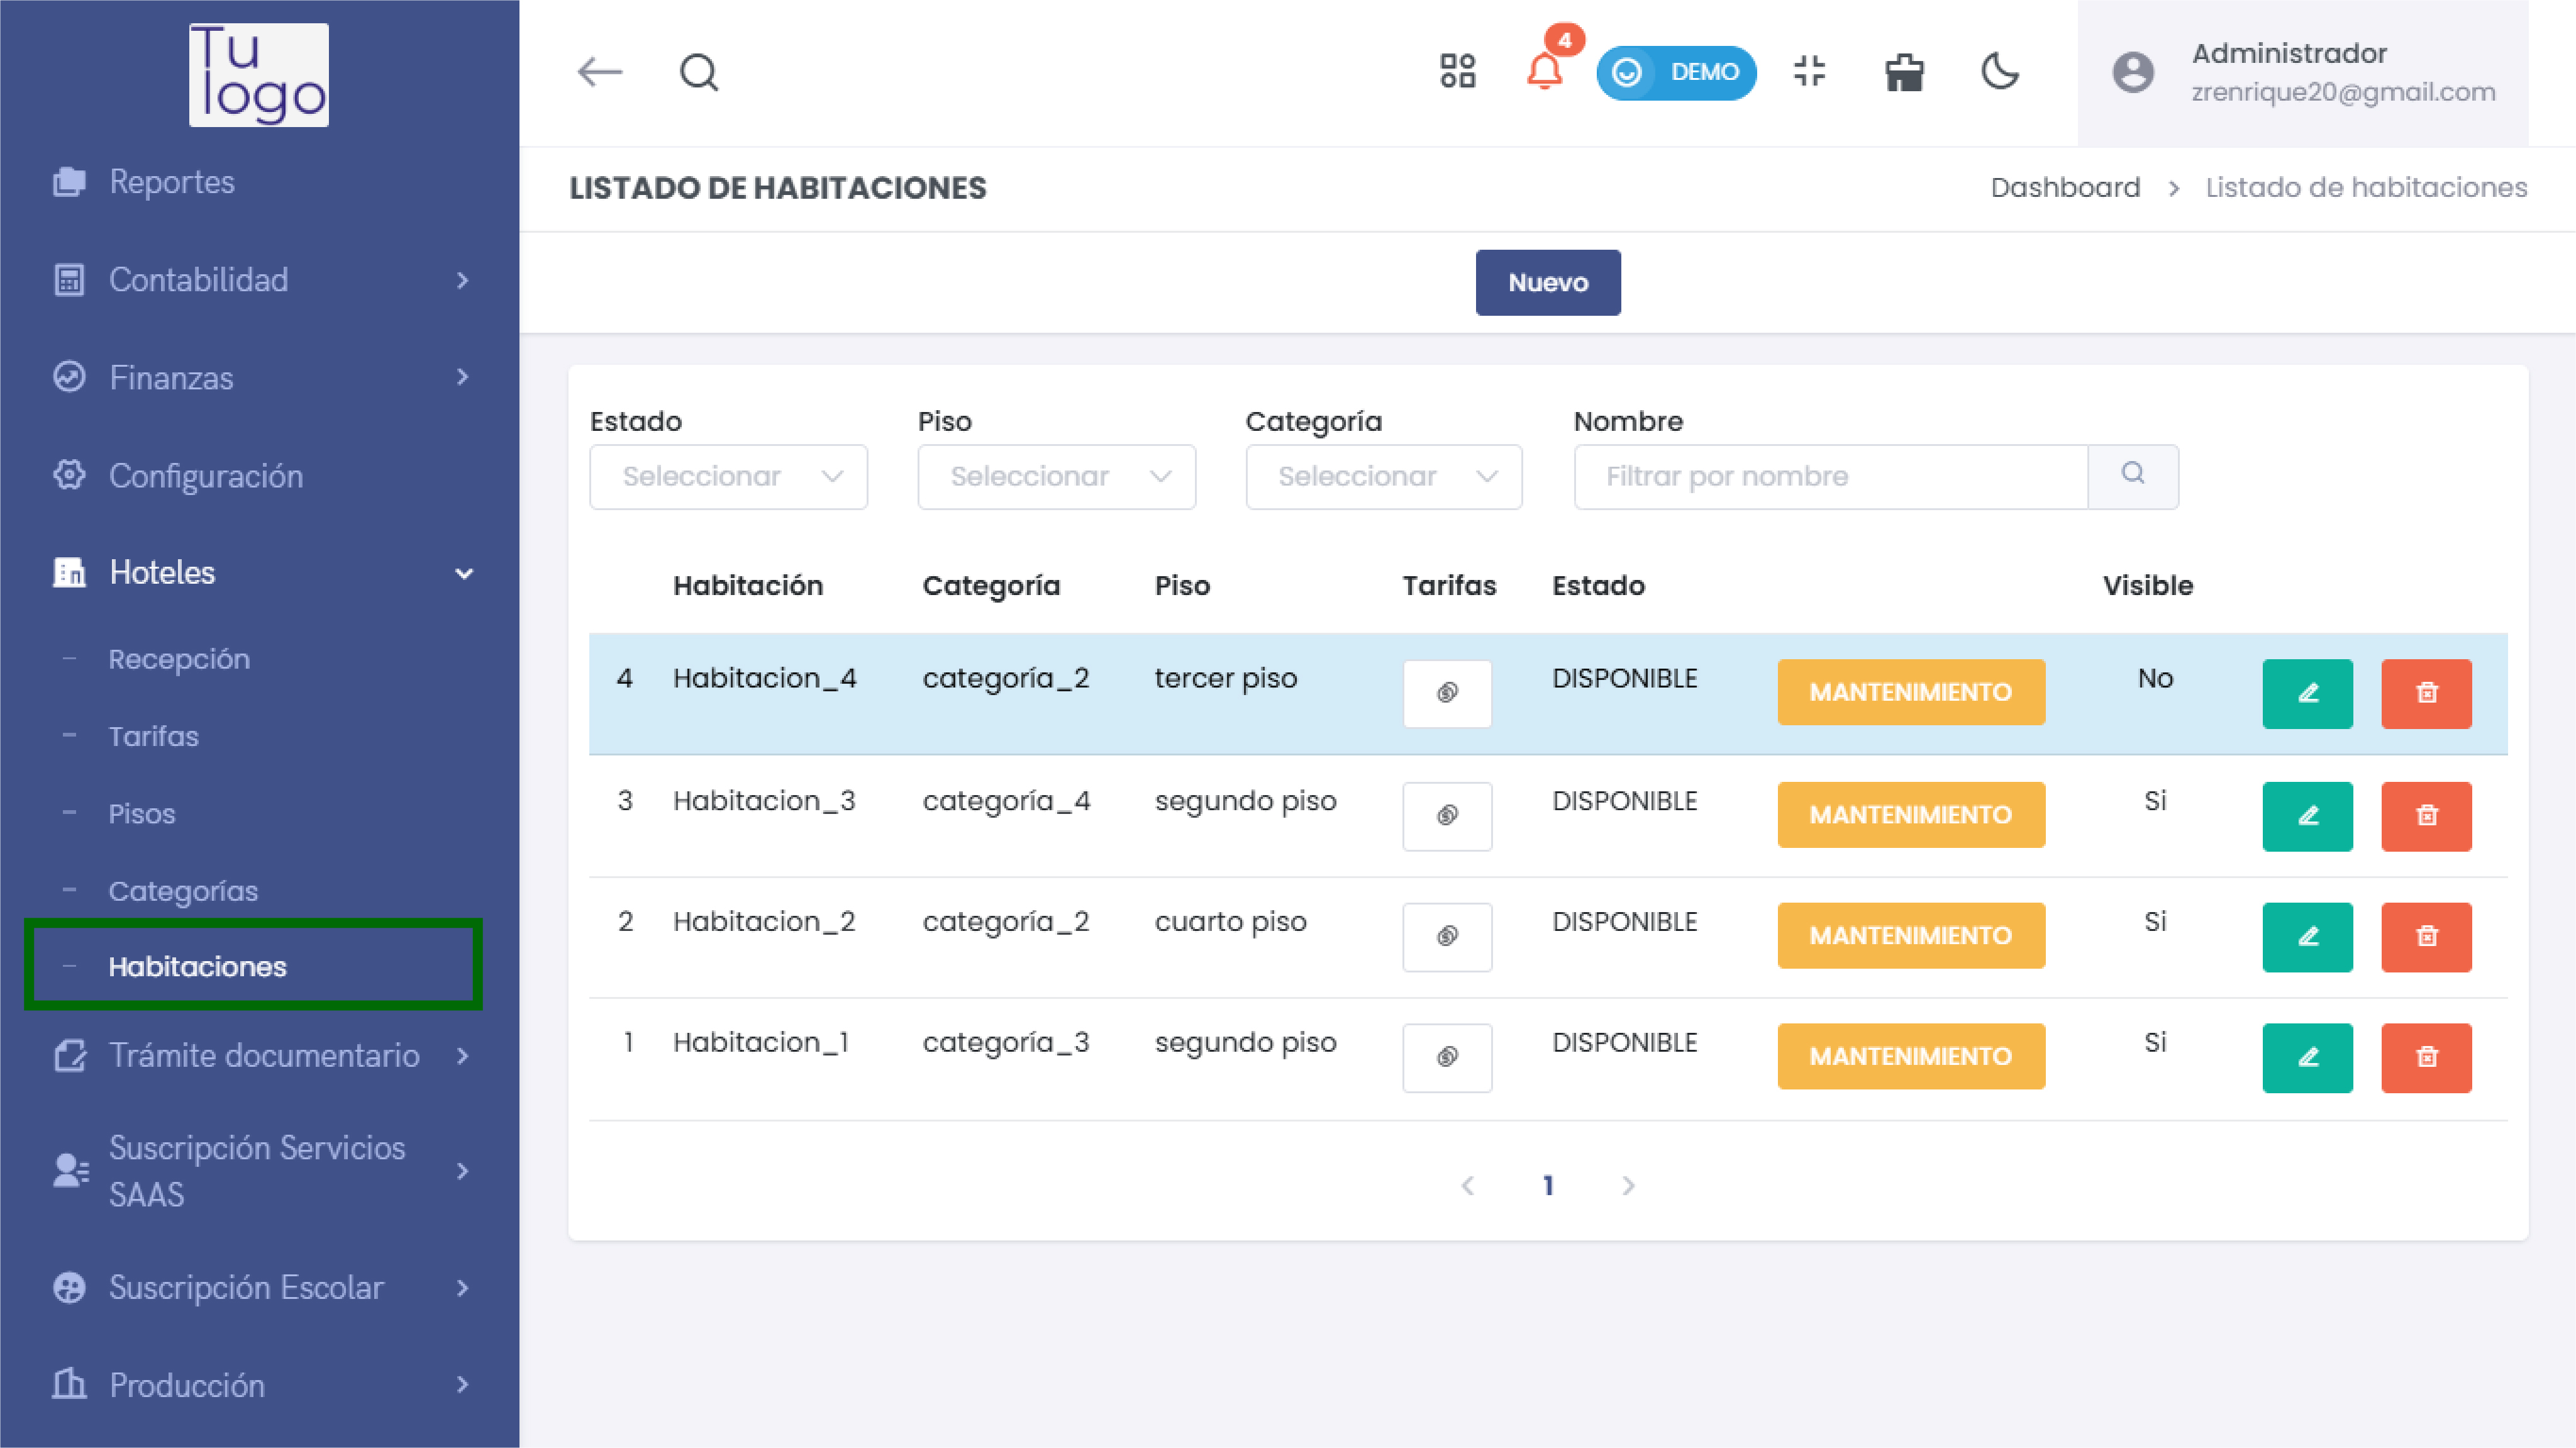 Tu
logo
Reportes
Contabilidad
Finanzas
Configuración
Hoteles
Recepción
Tarifas
Pisos
Categorías
Habitaciones
Trámite documentario
Suscripción Servicios
SAAS
Suscripción Escolar
Producción
4
DEMO
Administrador
zrenrique20@gmail.com
LISTADO DE HABITACIONES
Dashboard > Listado de habitaciones
Nuevo
Estado Piso Categoría Nombre
Seleccionar Seleccionar Seleccionar Filtrar por nombre
Habitación Categoría Piso Tarifas Estado Visible
4 Habitacion_4 categoría_2 tercer piso DISPONIBLE MANTENIMIENTO No
3 Habitacion_3 categoría_4 segundo piso DISPONIBLE MANTENIMIENTO Si
2 Habitacion_2 categoría_2 cuarto piso DISPONIBLE MANTENIMIENTO Si
1 Habitacion_1 categoría_3 segundo piso DISPONIBLE MANTENIMIENTO Si
1